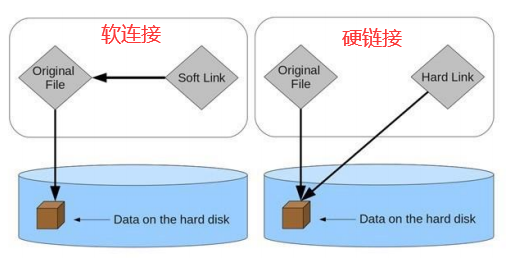 软连接
Original
File
Soft Link
Data on the hard disk
硬链接
Original
File
Hard Link
Data on the hard disk